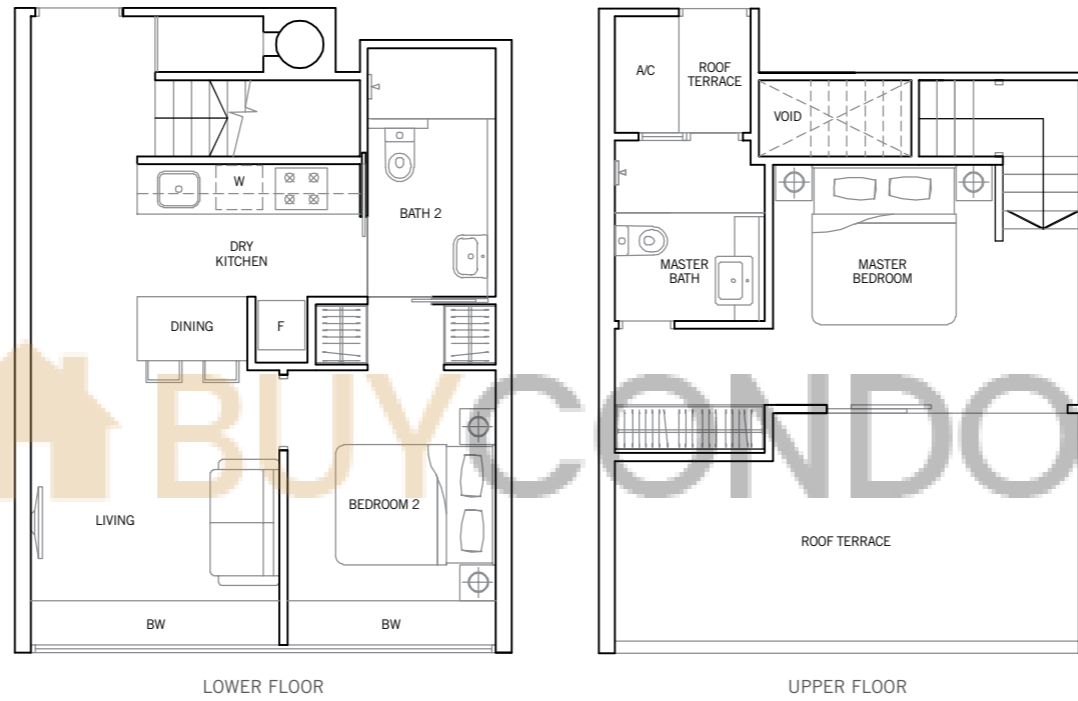 W
BATH 2
DRY
KITCHEN
DINING
F
LIVING
BEDROOM 2
BW
BW
LOWER FLOOR
A/C
ROOF
TERRACE
VOID
MASTER
BATH
MASTER
BEDROOM
ROOF TERRACE
UPPER FLOOR
BUYCONDO